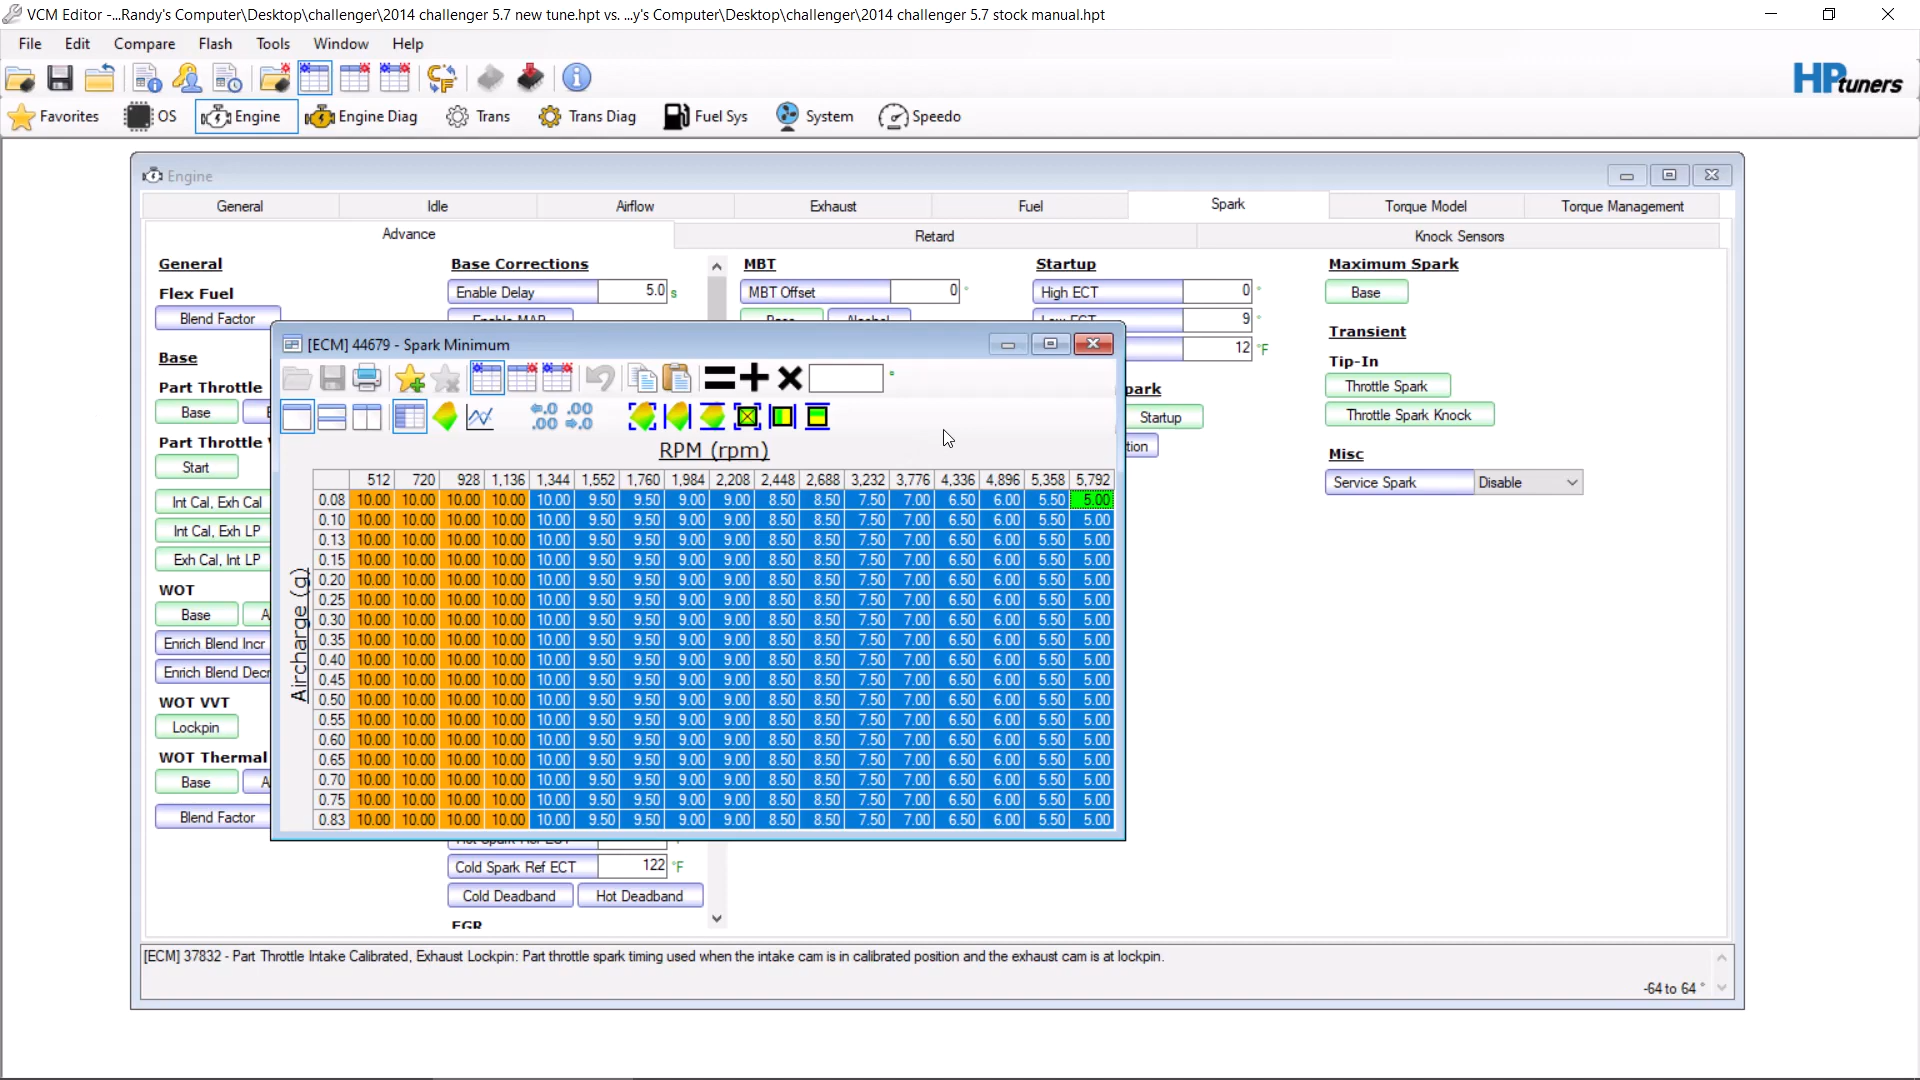 VCM Editor -...Randy's Computer\Desktop\challenger\2014 challenger 5.7 new tune.hpt vs. ...y's Computer\Desktop\challenger\2014 challenger 5.7 stock manual.hpt
File Edit Compare Flash Tools Window Help
HPtuners
Favorites OS Engine Engine Diag Trans Trans Diag Fuel Sys System Speedo
Engine
General Idle Airflow Exhaust Fuel Spark Torque Model Torque Management
Advance Retard Knock Sensors
General
Flex Fuel
Blend Factor
Base
Part Throttle
Base
Part Throttle
Start
Int Cal, Exh Cal
Int Cal, Exh LP
Exh Cal, Int LP
WOT
Base
Enrich Blend Incr
Enrich Blend Decr
WOT VVT
Lockpin
WOT Thermal
Base
Blend Factor
Base Corrections
Enable Delay 5.0 s
Enable MAP
Cold Spark Ref ECT 122 °F
Cold Deadband Hot Deadband
EGR
MBT
MBT Offset 0 °
Base Alcohol
Startup
High ECT 0 °
Low ECT 9 °
12 °F
park
Startup
tion
Maximum Spark
Base
Transient
Tip-In
Throttle Spark
Throttle Spark Knock
Misc
Service Spark Disable
[ECM] 44679 - Spark Minimum
RPM (rpm)
Aircharge (g)
512 720 928 1,136 1,344 1,552 1,760 1,984 2,208 2,448 2,688 3,232 3,776 4,336 4,896 5,358 5,792
0.08 10.00 10.00 10.00 10.00 10.00 9.50 9.50 9.00 9.00 8.50 8.50 7.50 7.00 6.50 6.00 5.50 5.00
0.10 10.00 10.00 10.00 10.00 10.00 9.50 9.50 9.00 9.00 8.50 8.50 7.50 7.00 6.50 6.00 5.50 5.00
0.13 10.00 10.00 10.00 10.00 10.00 9.50 9.50 9.00 9.00 8.50 8.50 7.50 7.00 6.50 6.00 5.50 5.00
0.15 10.00 10.00 10.00 10.00 10.00 9.50 9.50 9.00 9.00 8.50 8.50 7.50 7.00 6.50 6.00 5.50 5.00
0.20 10.00 10.00 10.00 10.00 10.00 9.50 9.50 9.00 9.00 8.50 8.50 7.50 7.00 6.50 6.00 5.50 5.00
0.25 10.00 10.00 10.00 10.00 10.00 9.50 9.50 9.00 9.00 8.50 8.50 7.50 7.00 6.50 6.00 5.50 5.00
0.30 10.00 10.00 10.00 10.00 10.00 9.50 9.50 9.00 9.00 8.50 8.50 7.50 7.00 6.50 6.00 5.50 5.00
0.35 10.00 10.00 10.00 10.00 10.00 9.50 9.50 9.00 9.00 8.50 8.50 7.50 7.00 6.50 6.00 5.50 5.00
0.40 10.00 10.00 10.00 10.00 10.00 9.50 9.50 9.00 9.00 8.50 8.50 7.50 7.00 6.50 6.00 5.50 5.00
0.45 10.00 10.00 10.00 10.00 10.00 9.50 9.50 9.00 9.00 8.50 8.50 7.50 7.00 6.50 6.00 5.50 5.00
0.50 10.00 10.00 10.00 10.00 10.00 9.50 9.50 9.00 9.00 8.50 8.50 7.50 7.00 6.50 6.00 5.50 5.00
0.55 10.00 10.00 10.00 10.00 10.00 9.50 9.50 9.00 9.00 8.50 8.50 7.50 7.00 6.50 6.00 5.50 5.00
0.60 10.00 10.00 10.00 10.00 10.00 9.50 9.50 9.00 9.00 8.50 8.50 7.50 7.00 6.50 6.00 5.50 5.00
0.65 10.00 10.00 10.00 10.00 10.00 9.50 9.50 9.00 9.00 8.50 8.50 7.50 7.00 6.50 6.00 5.50 5.00
0.70 10.00 10.00 10.00 10.00 10.00 9.50 9.50 9.00 9.00 8.50 8.50 7.50 7.00 6.50 6.00 5.50 5.00
0.75 10.00 10.00 10.00 10.00 10.00 9.50 9.50 9.00 9.00 8.50 8.50 7.50 7.00 6.50 6.00 5.50 5.00
0.83 10.00 10.00 10.00 10.00 10.00 9.50 9.50 9.00 9.00 8.50 8.50 7.50 7.00 6.50 6.00 5.50 5.00
[ECM] 37832 - Part Throttle Intake Calibrated, Exhaust Lockpin: Part throttle spark timing used when the intake cam is in calibrated position and the exhaust cam is at lockpin.
-64 to 64 °